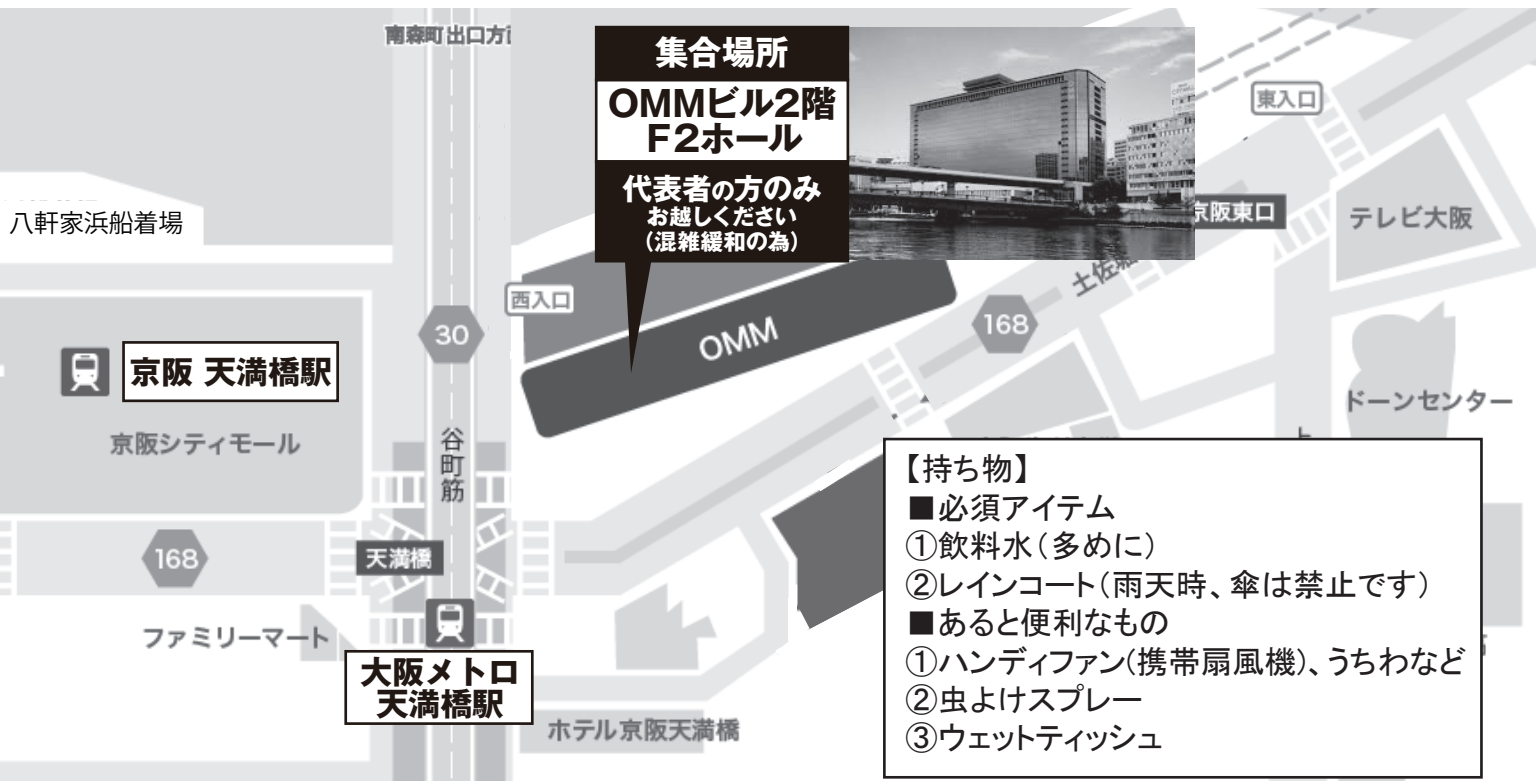 南森町出口方
集合場所
OMMビル2階
F2ホール
代表者の方のみ
お越しください
(混雑緩和の為)
東入口
京阪東口
テレビ大阪
八軒家浜船着場
土佐堀
西入口
30
OMM
168
京阪 天満橋駅
ドーンセンター
京阪シティモール
谷町筋
168
天満橋
ファミリーマート
大阪メトロ
天満橋駅
ホテル京阪天満橋
【持ち物】
■必須アイテム
①飲料水(多めに)
②レインコート(雨天時、傘は禁止です)
■あると便利なもの
①ハンディファン(携帯扇風機)、うちわなど
②虫よけスプレー
③ウェットティッシュ